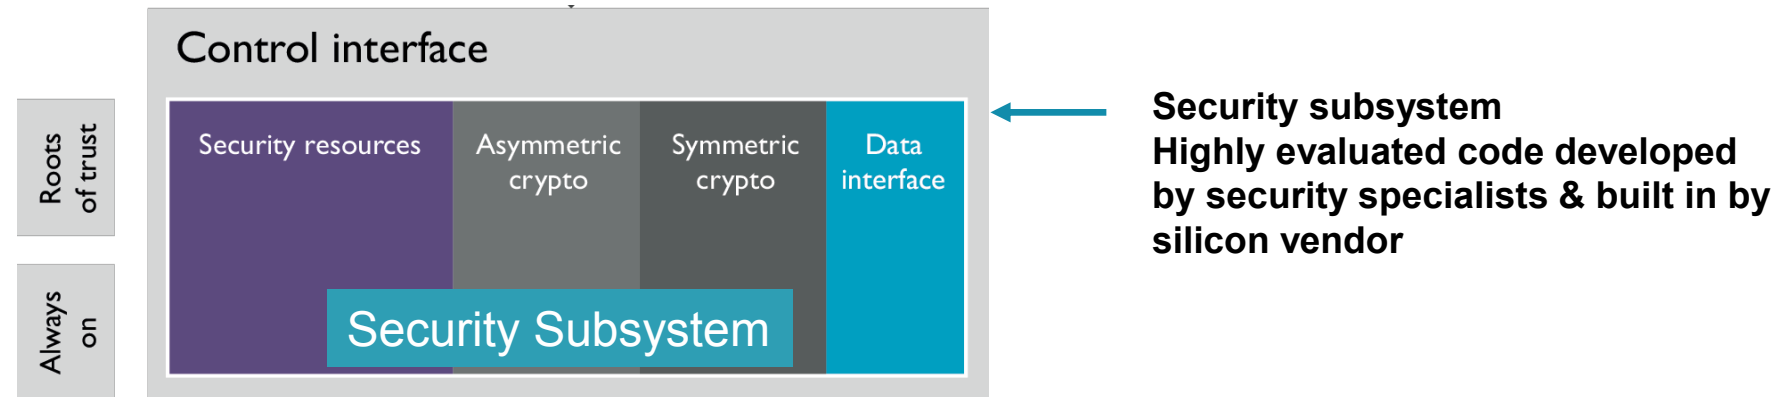 Control interface
Roots
of trust
Always
on
Security resources
Asymmetric
crypto
Symmetric
crypto
Data
interface
Security Subsystem
Security subsystem
Highly evaluated code developed
by security specialists & built in by
silicon vendor